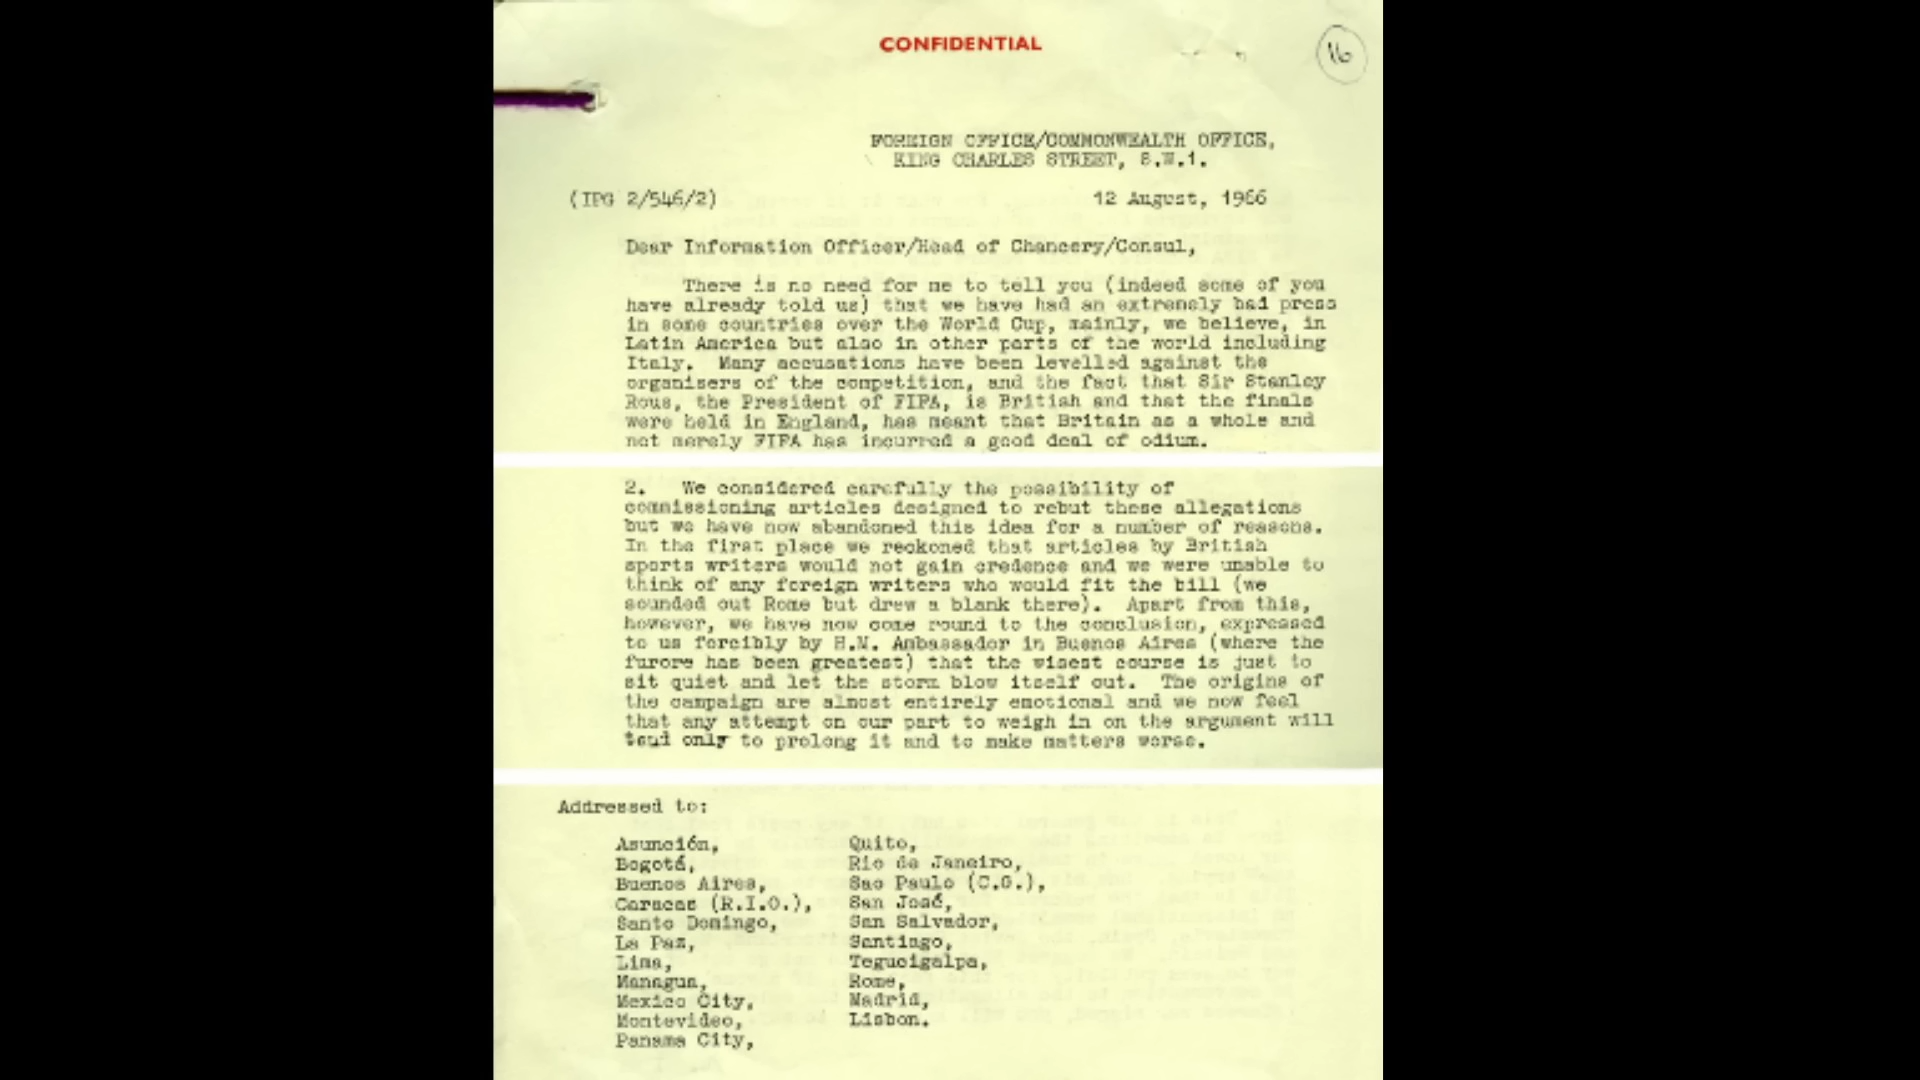 CONFIDENTIAL
16
FOREIGN OFFICE/COMMONWEALTH OFFICE,
KING CHARLES STREET, S.W.1.
(IPG 2/546/2)
12 August, 1966
Dear Information Officer/Head of Chancery/Consul,
There is no need for me to tell you (indeed some of you
have already told us) that we have had an extremely bad press
in some countries over the World Cup, mainly, we believe, in
Latin America but also in other parts of the world including
Italy. Many accusations have been levelled against the
organisers of the competition, and the fact that Sir Stanley
Rous, the President of FIFA, is British and that the finals
were held in England, has meant that Britain as a whole and
not merely FIFA has incurred a good deal of odium.
2. We considered carefully the possibility of
commissioning articles designed to rebut these allegations
but we have now abandoned this idea for a number of reasons.
In the first place we reckoned that articles by British
sports writers would not gain credence and we were unable to
think of any foreign writers who would fit the bill (we
sounded out Rome but drew a blank there). Apart from this,
however, we have now come round to the conclusion, expressed
to us forcibly by H.M. Ambassador in Buenos Aires (where the
furore has been greatest) that the wisest course is just to
sit quiet and let the storm blow itself out. The origins of
the campaign are almost entirely emotional and we now feel
that any attempt on our part to weigh in on the argument will
tend only to prolong it and to make matters worse.
Addressed to:
Asunción,
Bogotá,
Buenos Aires,
Caracas (R.I.O.),
Santo Domingo,
La Paz,
Lima,
Managua,
Mexico City,
Montevideo,
Panama City,
Quito,
Rio de Janeiro,
Sao Paulo (C.G.),
San José,
San Salvador,
Santiago,
Tegucigalpa,
Rome,
Madrid,
Lisbon.